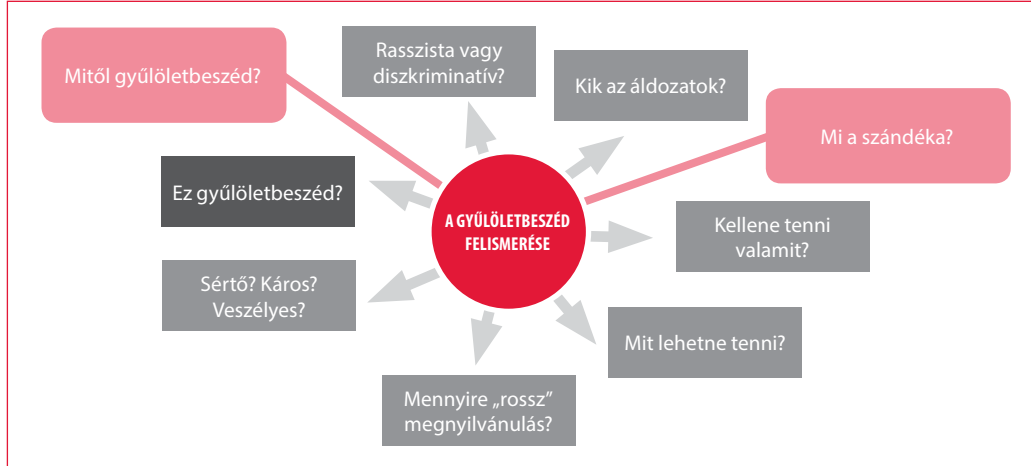 Mitől gyűlöletbeszéd?
Rasszista vagy
diszkriminatív?
Kik az áldozatok?
Mi a szándéka?
Ez gyűlöletbeszéd?
A GYŰLÖLETBESZÉD
FELISMERÉSE
Kellene tenni
valamit?
Sértő? Káros?
Veszélyes?
Mit lehetne tenni?
Mennyire „rossz”
megnyilvánulás?